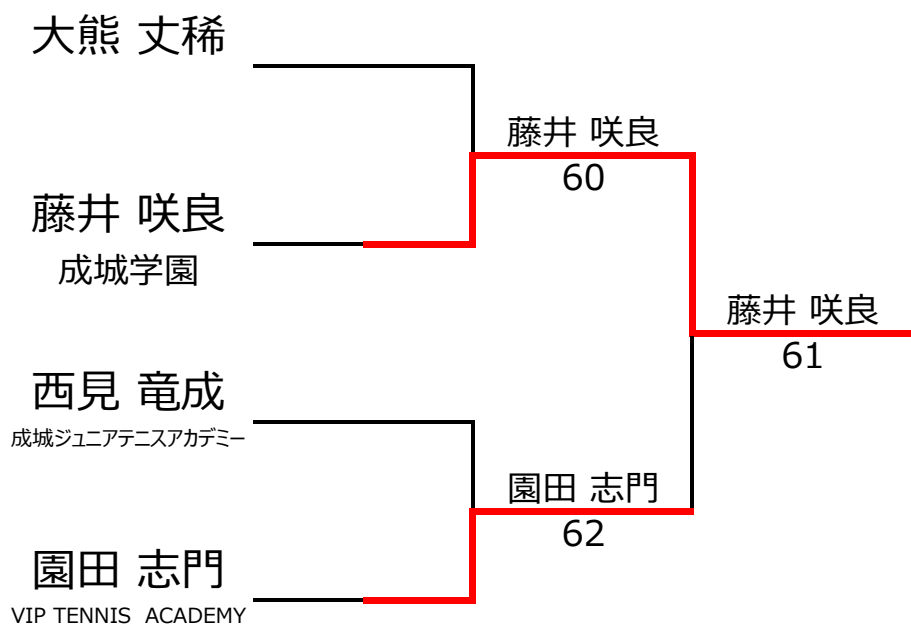 大熊 丈稀
藤井 咲良
60
藤井 咲良
成城学園
藤井 咲良
61
西見 竜成
成城ジュニアテニスアカデミー
園田 志門
62
園田 志門
VIP TENNIS ACADEMY